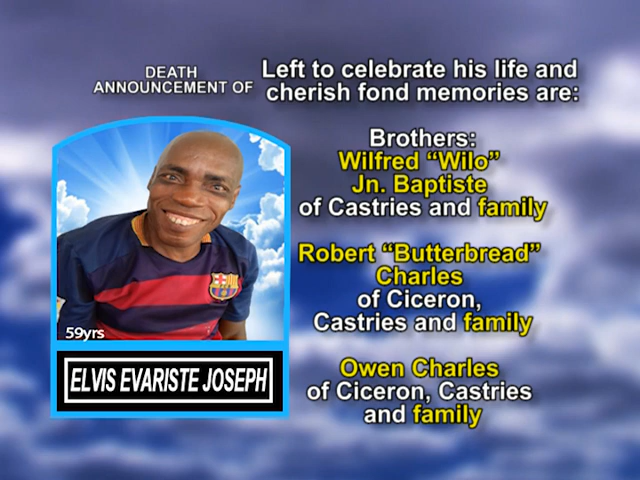 DEATH
ANNOUNCEMENT OF
59yrs
ELVIS EVARISTE JOSEPH
Left to celebrate his life and
cherish fond memories are:
Brothers:
Wilfred “Wilo”
Jn. Baptiste
of Castries and family
Robert “Butterbread”
Charles
of Ciceron,
Castries and family
Owen Charles
of Ciceron, Castries
and family